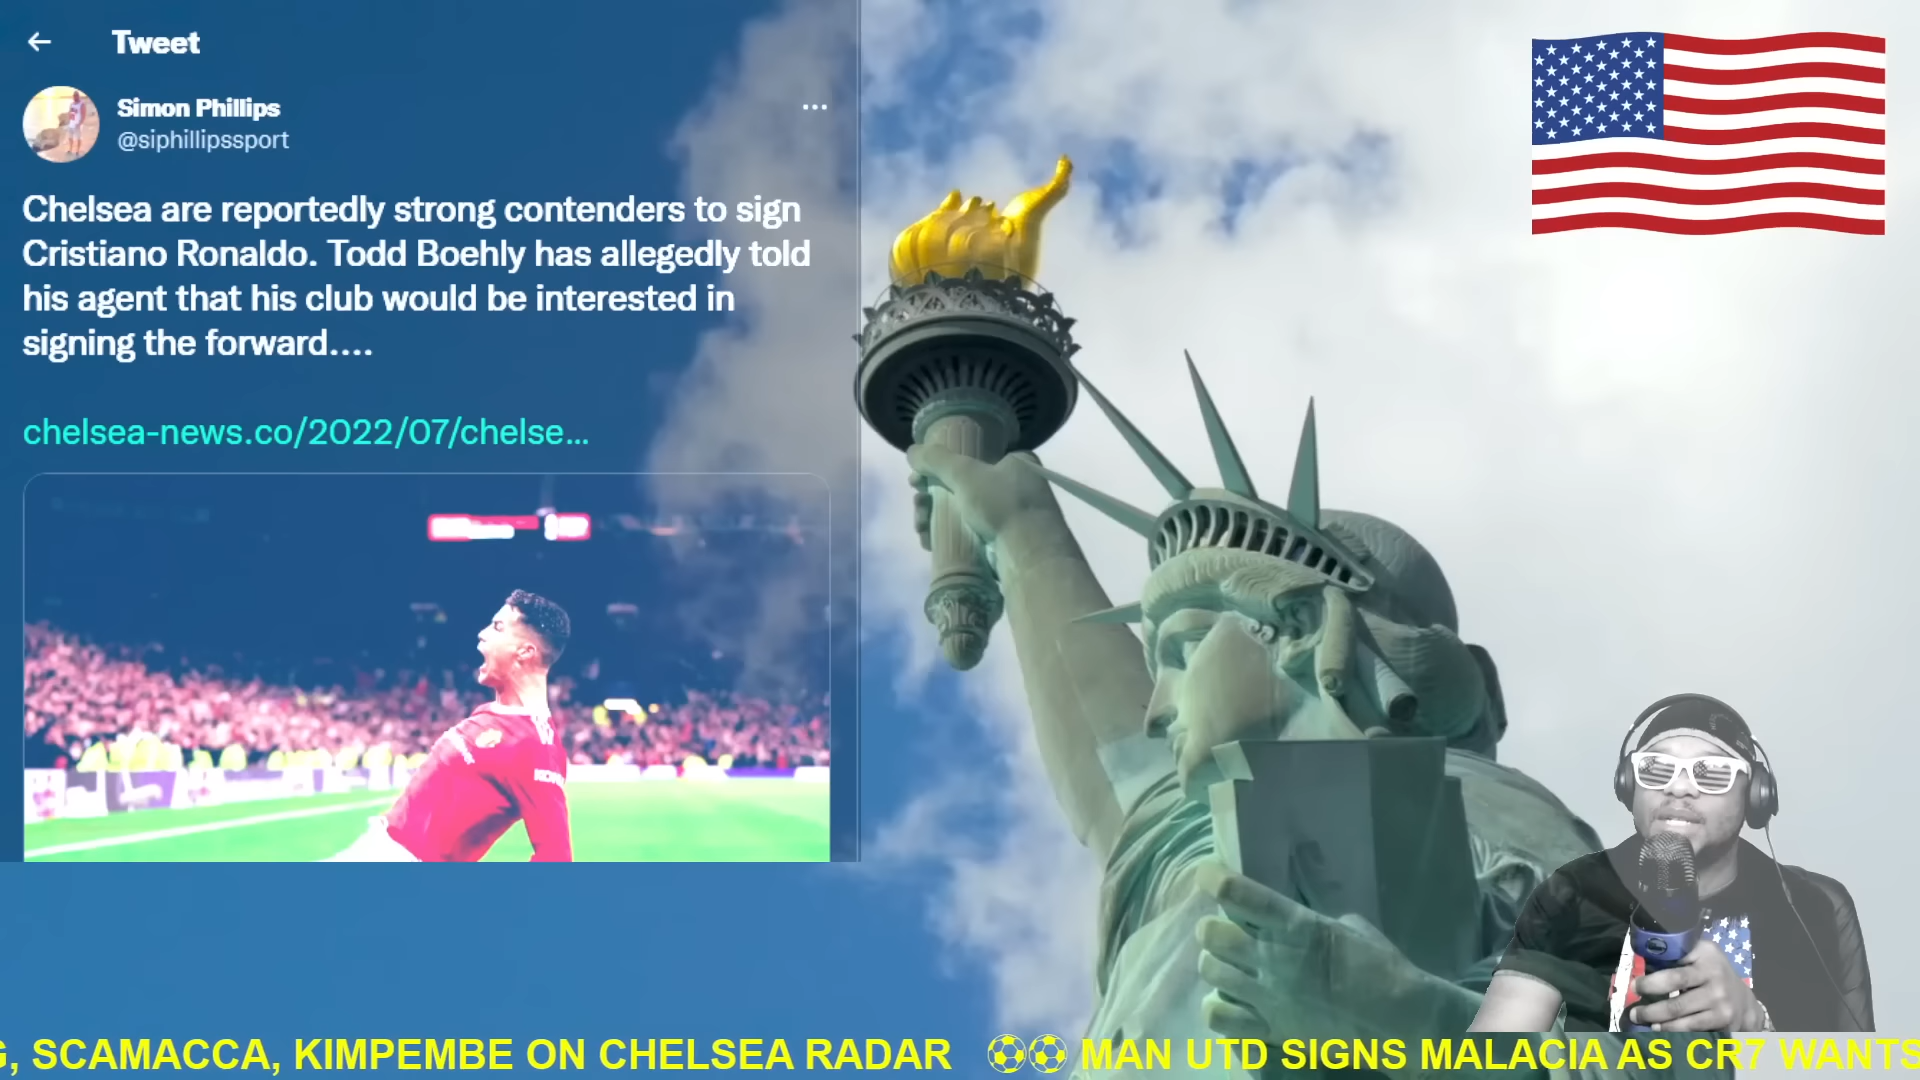 Tweet
Simon Phillips
@siphillipssport
Chelsea are reportedly strong contenders to sign
Cristiano Ronaldo. Todd Boehly has allegedly told
his agent that his club would be interested in
signing the forward....
chelsea-news.co/2022/07/chelse...
, SCAMACCA, KIMPEMBE ON CHELSEA RADAR ⚽⚽ MAN UTD SIGNS MALACIA AS CR7 WANTS